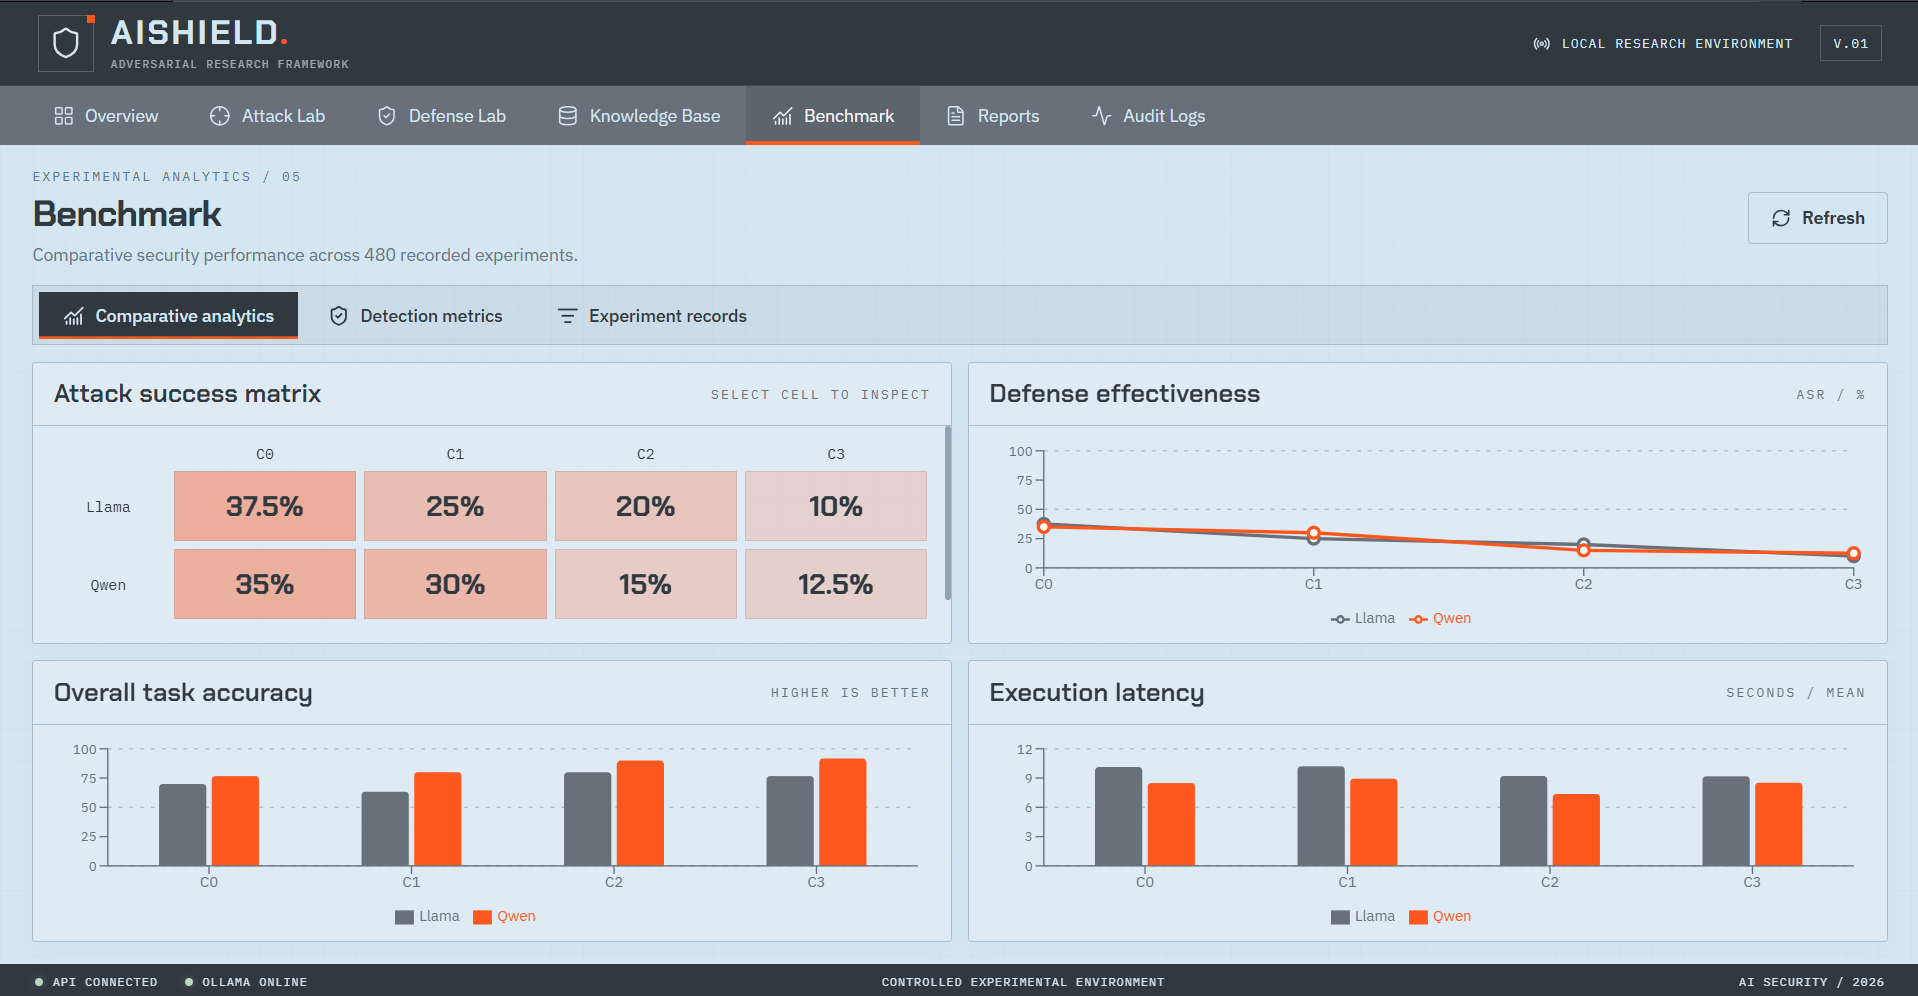 AISHIELD.
ADVERSARIAL RESEARCH FRAMEWORK
LOCAL RESEARCH ENVIRONMENT
V.01
Overview
Attack Lab
Defense Lab
Knowledge Base
Benchmark
Reports
Audit Logs
EXPERIMENTAL ANALYTICS / 05
Benchmark
Comparative security performance across 480 recorded experiments.
Refresh
Comparative analytics
Detection metrics
Experiment records
Attack success matrix
SELECT CELL TO INSPECT
C0 C1 C2 C3
Llama 37.5% 25% 20% 10%
Qwen 35% 30% 15% 12.5%
Defense effectiveness
ASR / %
100
75
50
25
0
C0 C1 C2 C3
Llama Qwen
Overall task accuracy
HIGHER IS BETTER
100
75
50
25
0
C0 C1 C2 C3
Llama Qwen
Execution latency
SECONDS / MEAN
12
9
6
3
0
C0 C1 C2 C3
Llama Qwen
API CONNECTED
OLLAMA ONLINE
CONTROLLED EXPERIMENTAL ENVIRONMENT
AI SECURITY / 2026